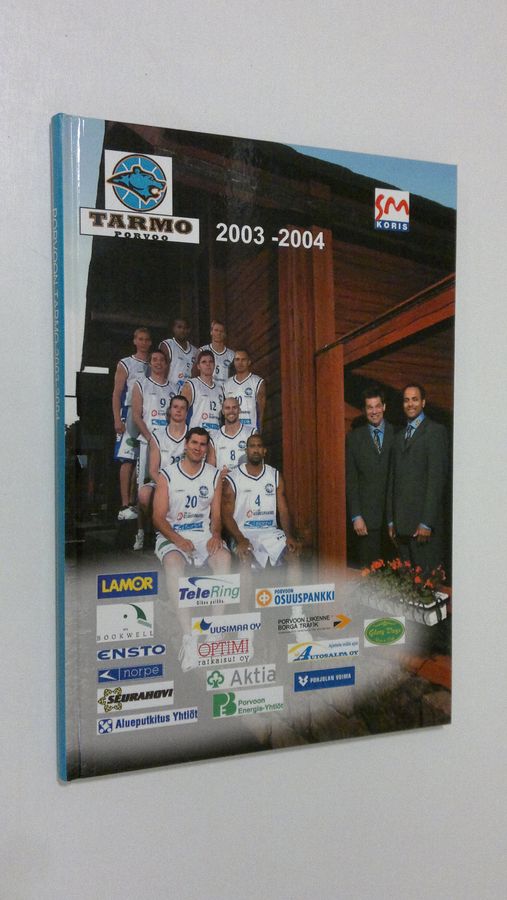 PORVOON TARMO 2003-2004
TARMO
PORVOO
2003 -2004
SM
KORIS
9
12
8
20
4
LAMOR
TeleRing
PORVOON
OSUUSPANKKI
BOOKWELL
UUSIMAA OY
PORVOON LIIKENNE
BORGÅ TRAFIK
Glory Days
ENSTO
OPTIMI
ratkaisut oy
AUTOSALPA OY
norpe
Aktia
POHJOLAN VOIMA
SEURAHOVI
Porvoon
Energia-Yhtiöt
Alueputkitus Yhtiöt